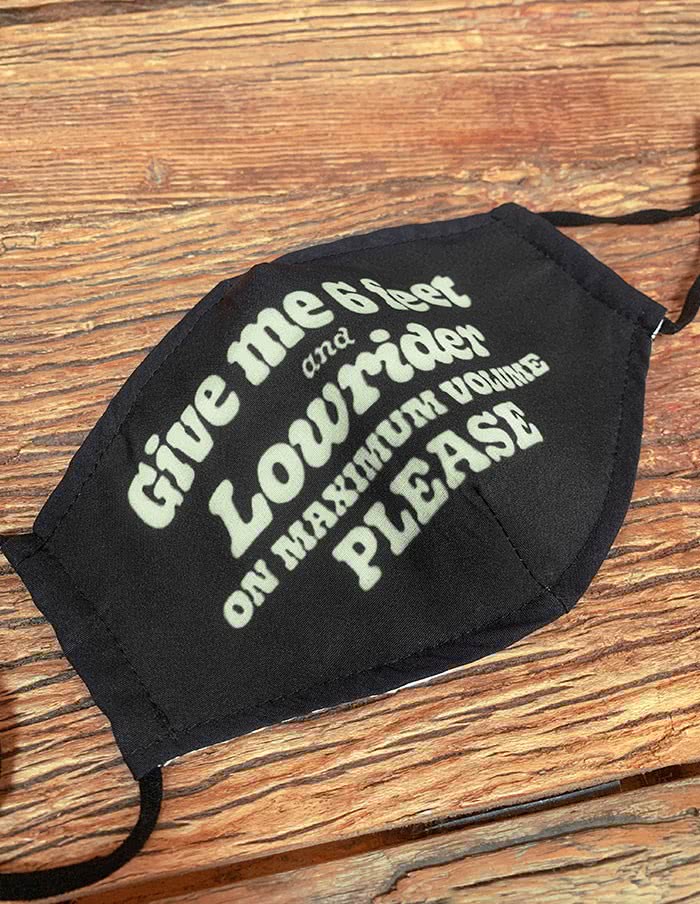 Give me 6 feet
and
Lowrider
ON MAXIMUM VOLUME
PLEASE